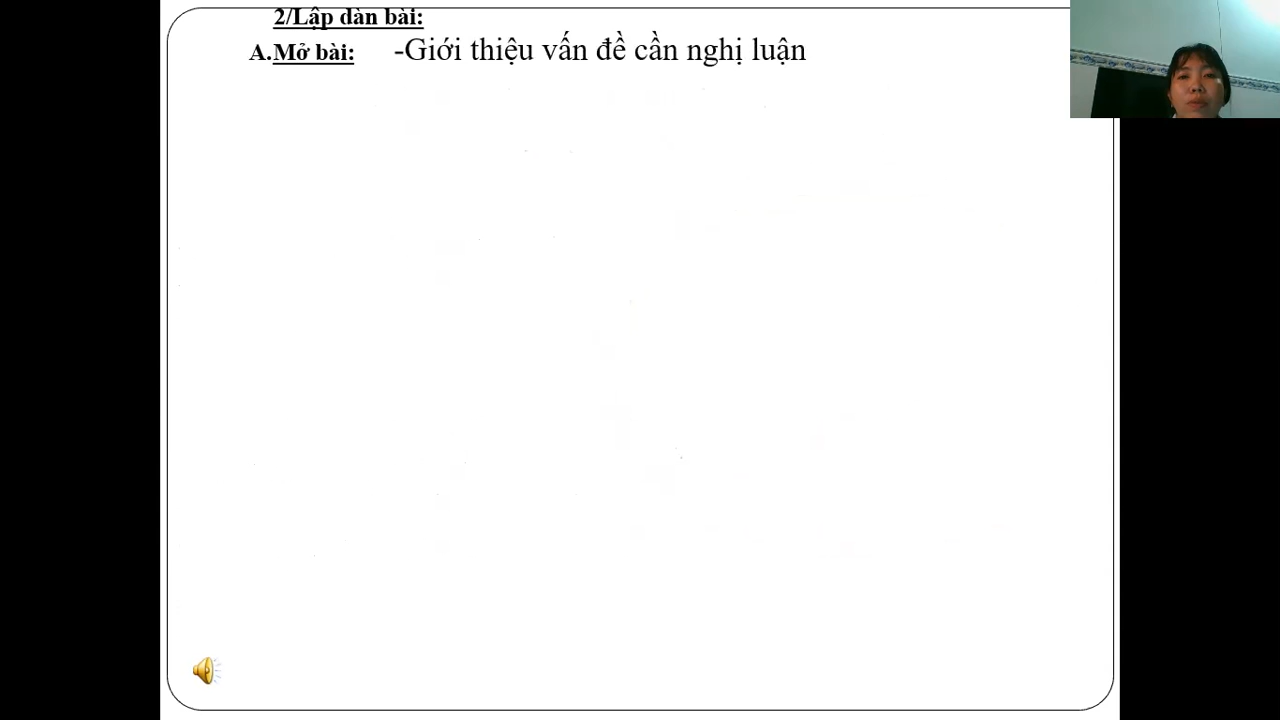 2/Lập dàn bài:
A.Mở bài: -Giới thiệu vấn đề cần nghị luận